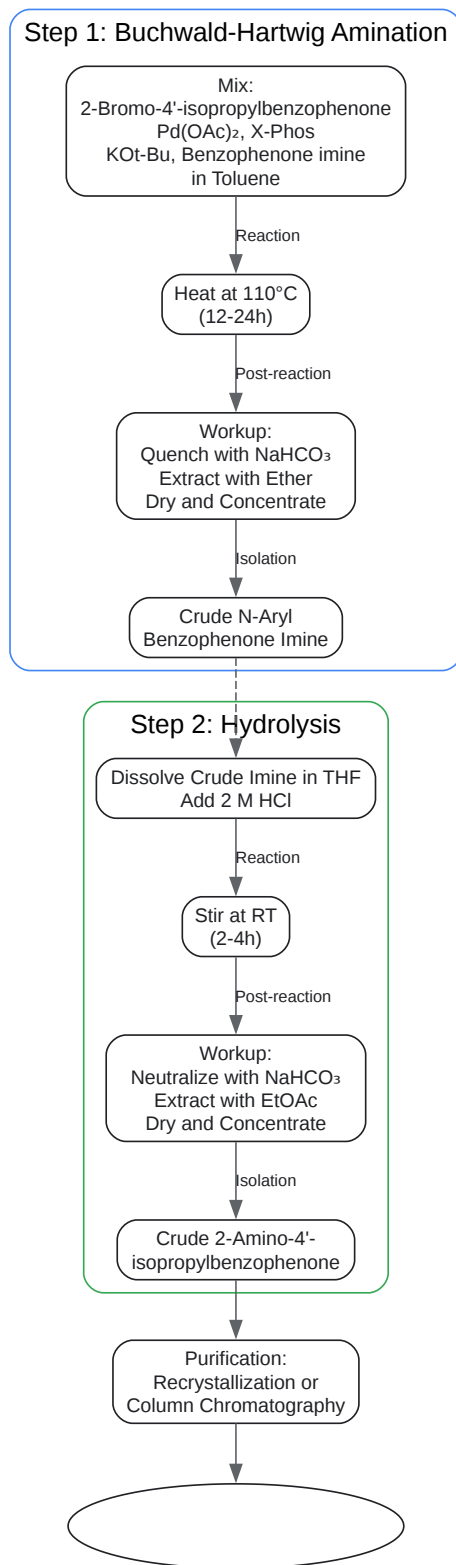 Step 1: Buchwald-Hartwig Amination
Mix:
2-Bromo-4'-isopropylbenzophenone
Pd(OAc)₂, X-Phos
KOt-Bu, Benzophenone imine
in Toluene
Reaction
Heat at 110°C
(12-24h)
Post-reaction
Workup:
Quench with NaHCO₃
Extract with Ether
Dry and Concentrate
Isolation
Crude N-Aryl
Benzophenone Imine
Step 2: Hydrolysis
Dissolve Crude Imine in THF
Add 2 M HCl
Reaction
Stir at RT
(2-4h)
Post-reaction
Workup:
Neutralize with NaHCO₃
Extract with EtOAc
Dry and Concentrate
Isolation
Crude 2-Amino-4'-
isopropylbenzophenone
Purification:
Recrystallization or
Column Chromatography